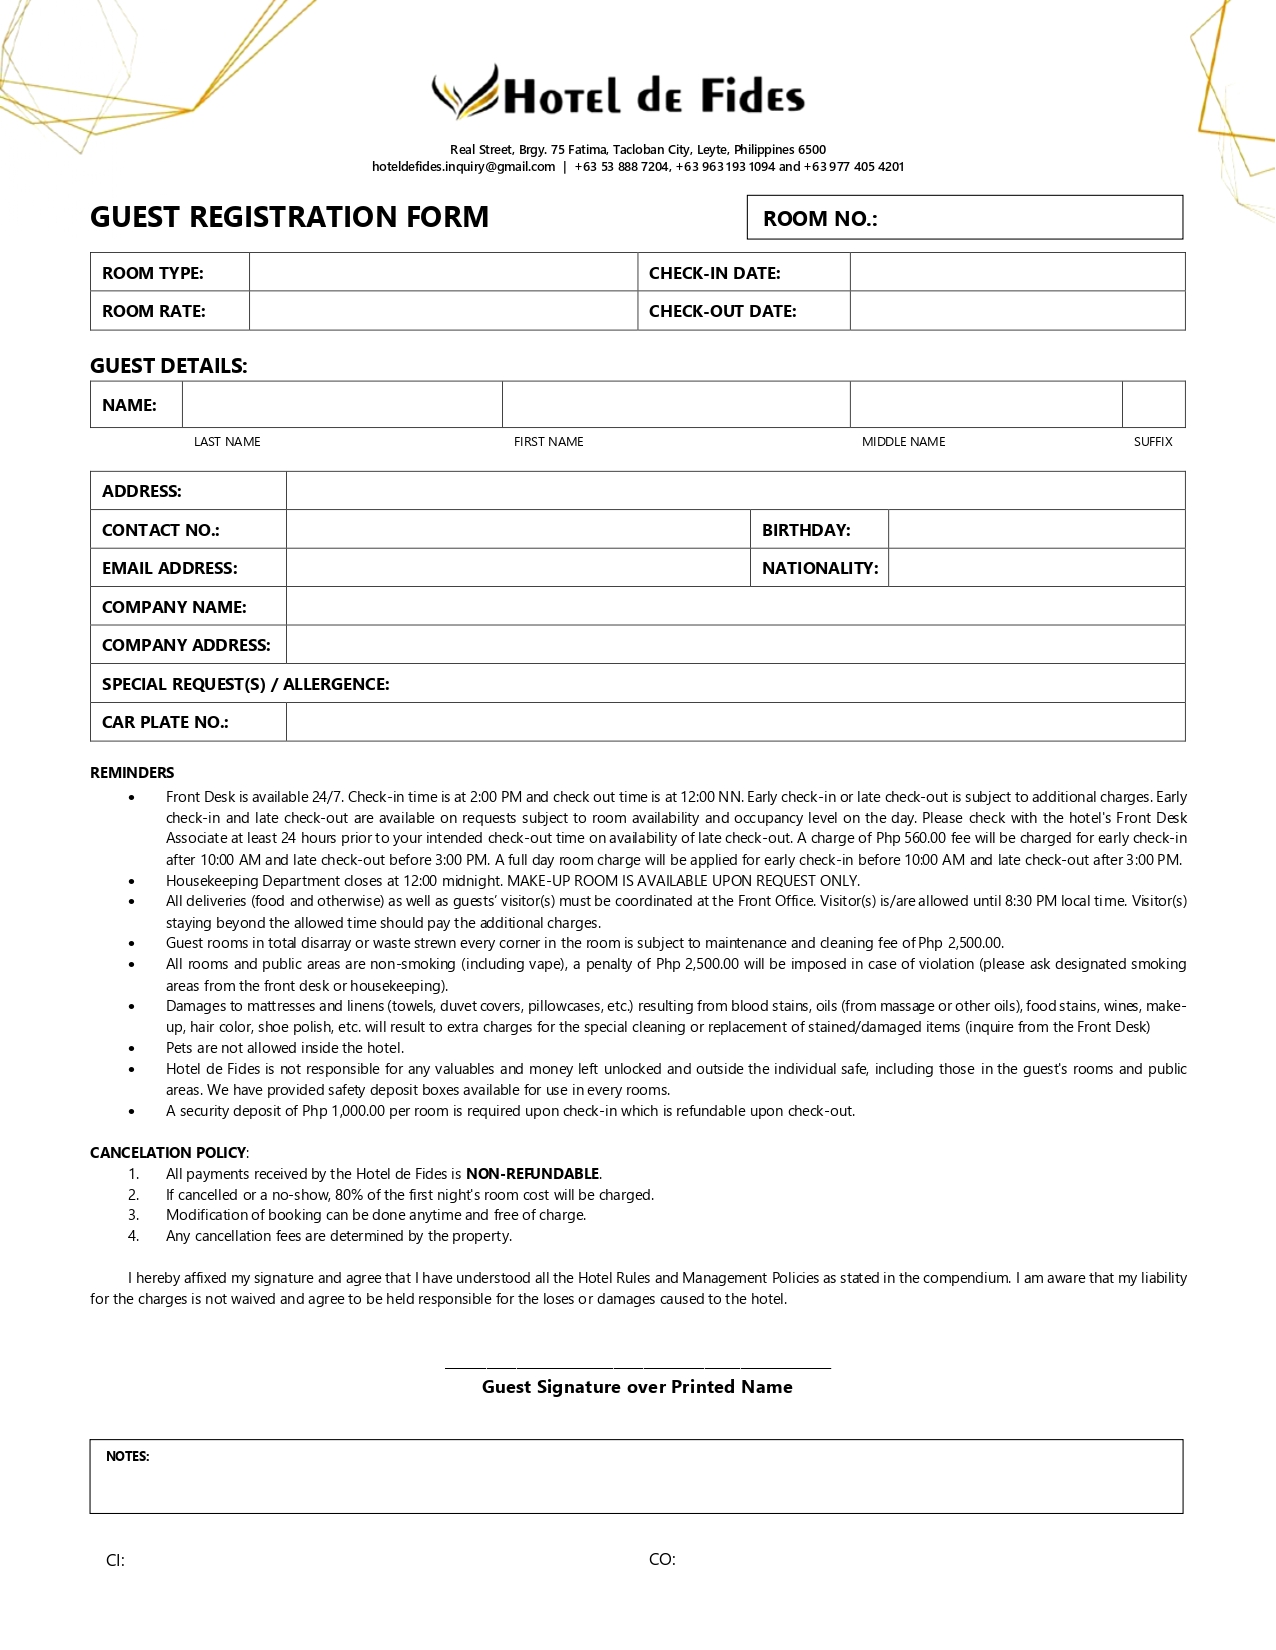 HOTEL de Fides
Real Street, Brgy. 75 Fatima, Tacloban City, Leyte, Philippines 6500
hoteldefides.inquiry@gmail.com | +63 53 888 7204, +63 963 193 1094 and +63 977 405 4201
GUEST REGISTRATION FORM
ROOM NO.:
ROOM TYPE: CHECK-IN DATE:
ROOM RATE: CHECK-OUT DATE:
GUEST DETAILS:
NAME:
LAST NAME FIRST NAME MIDDLE NAME SUFFIX
ADDRESS:
CONTACT NO.: BIRTHDAY:
EMAIL ADDRESS: NATIONALITY:
COMPANY NAME:
COMPANY ADDRESS:
SPECIAL REQUEST(S) / ALLERGENCE:
CAR PLATE NO.:
REMINDERS
• Front Desk is available 24/7. Check-in time is at 2:00 PM and check out time is at 12:00 NN. Early check-in or late check-out is subject to additional charges. Early
check-in and late check-out are available on requests subject to room availability and occupancy level on the day. Please check with the hotel's Front Desk
Associate at least 24 hours prior to your intended check-out time on availability of late check-out. A charge of Php 560.00 fee will be charged for early check-in
after 10:00 AM and late check-out before 3:00 PM. A full day room charge will be applied for early check-in before 10:00 AM and late check-out after 3:00 PM.
• Housekeeping Department closes at 12:00 midnight. MAKE-UP ROOM IS AVAILABLE UPON REQUEST ONLY.
• All deliveries (food and otherwise) as well as guests’ visitor(s) must be coordinated at the Front Office. Visitor(s) is/are allowed until 8:30 PM local time. Visitor(s)
staying beyond the allowed time should pay the additional charges.
• Guest rooms in total disarray or waste strewn every corner in the room is subject to maintenance and cleaning fee of Php 2,500.00.
• All rooms and public areas are non-smoking (including vape), a penalty of Php 2,500.00 will be imposed in case of violation (please ask designated smoking
areas from the front desk or housekeeping).
• Damages to mattresses and linens (towels, duvet covers, pillowcases, etc.) resulting from blood stains, oils (from massage or other oils), food stains, wines, make-
up, hair color, shoe polish, etc. will result to extra charges for the special cleaning or replacement of stained/damaged items (inquire from the Front Desk)
• Pets are not allowed inside the hotel.
• Hotel de Fides is not responsible for any valuables and money left unlocked and outside the individual safe, including those in the guest's rooms and public
areas. We have provided safety deposit boxes available for use in every rooms.
• A security deposit of Php 1,000.00 per room is required upon check-in which is refundable upon check-out.
CANCELATION POLICY:
1. All payments received by the Hotel de Fides is NON-REFUNDABLE.
2. If cancelled or a no-show, 80% of the first night's room cost will be charged.
3. Modification of booking can be done anytime and free of charge.
4. Any cancellation fees are determined by the property.
I hereby affixed my signature and agree that I have understood all the Hotel Rules and Management Policies as stated in the compendium. I am aware that my liability
for the charges is not waived and agree to be held responsible for the loses or damages caused to the hotel.
Guest Signature over Printed Name
NOTES:
CI: CO: